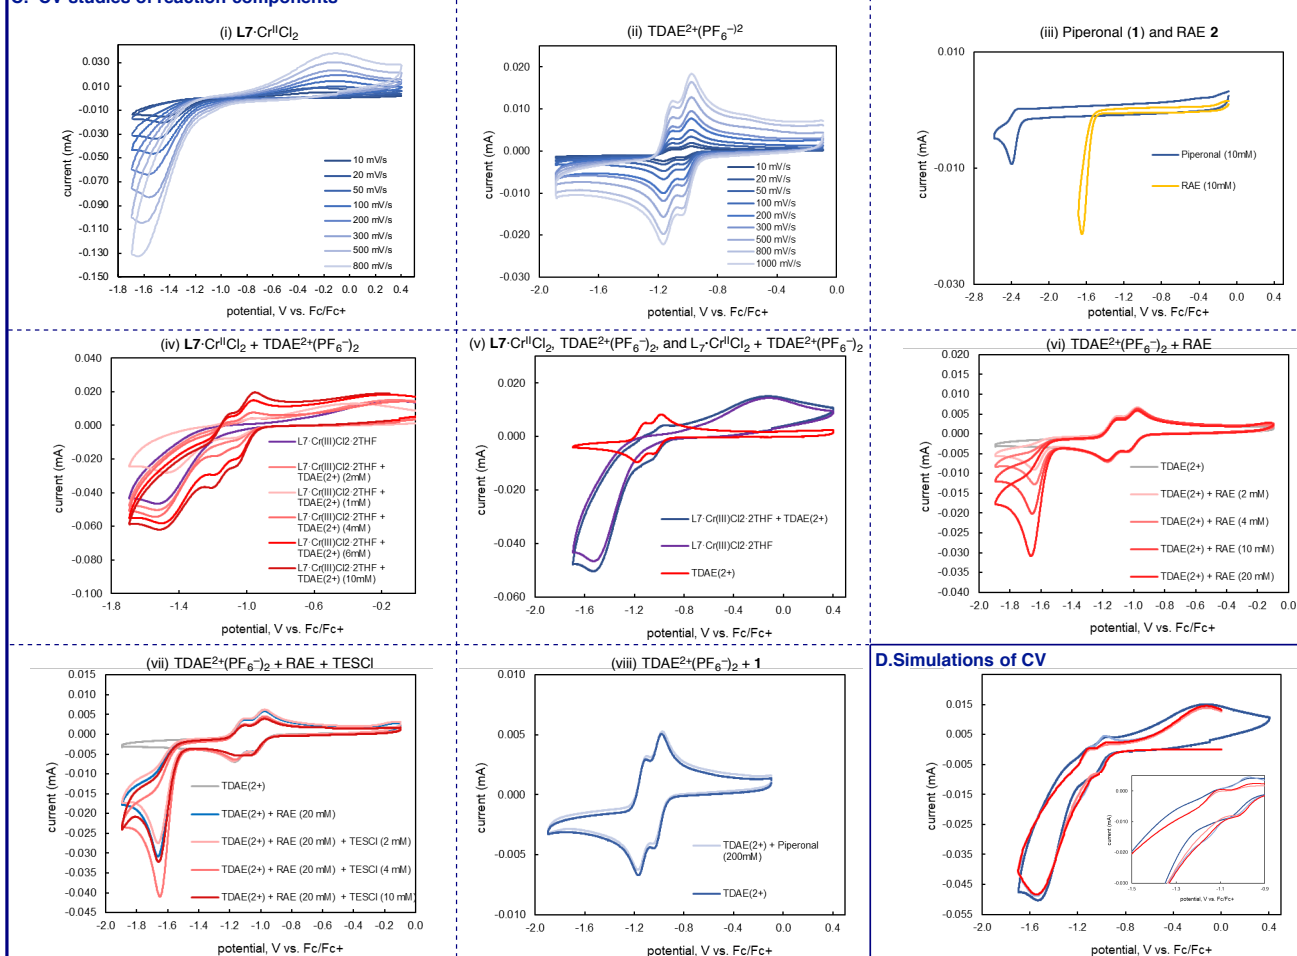 C. CV studies of reaction components
(i) L7·CrᴵᴵCl₂
0.030
0.010
-0.010
-0.030
-0.050
-0.070
-0.090
-0.110
-0.130
-0.150
current (mA)
10 mV/s
20 mV/s
50 mV/s
100 mV/s
200 mV/s
300 mV/s
500 mV/s
800 mV/s
-1.8 -1.6 -1.4 -1.2 -1.0 -0.8 -0.6 -0.4 -0.2 0.0 0.2 0.4
potential, V vs. Fc/Fc+
(ii) TDAE²⁺(PF₆⁻)²
0.020
0.010
0.000
-0.010
-0.020
-0.030
current (mA)
10 mV/s
20 mV/s
50 mV/s
100 mV/s
200 mV/s
300 mV/s
500 mV/s
800 mV/s
1000 mV/s
-2.0 -1.6 -1.2 -0.8 -0.4 0.0
potential, V vs. Fc/Fc+
(iii) Piperonal (1) and RAE 2
0.010
-0.010
-0.030
current (mA)
Piperonal (10mM)
RAE (10mM)
-2.8 -2.4 -2.0 -1.6 -1.2 -0.8 -0.4 0.0 0.4
potential, V vs. Fc/Fc+
(iv) L7·CrᴵᴵCl₂ + TDAE²⁺(PF₆⁻)₂
0.040
0.020
0.000
-0.020
-0.040
-0.060
-0.080
-0.100
current (mA)
L7·Cr(III)Cl2·2THF
L7·Cr(III)Cl2·2THF +
TDAE(2+) (2mM)
L7·Cr(III)Cl2·2THF +
TDAE(2+) (1mM)
L7·Cr(III)Cl2·2THF +
TDAE(2+) (4mM)
L7·Cr(III)Cl2·2THF +
TDAE(2+) (6mM)
L7·Cr(III)Cl2·2THF +
TDAE(2+) (10mM)
-1.8 -1.4 -1.0 -0.6 -0.2
potential, V vs. Fc/Fc+
(v) L7·CrᴵᴵCl₂, TDAE²⁺(PF₆⁻)₂, and L₇·CrᴵᴵCl₂ + TDAE²⁺(PF₆⁻)₂
0.020
0.000
-0.020
-0.040
-0.060
current (mA)
L7·Cr(III)Cl2·2THF + TDAE(2+)
L7·Cr(III)Cl2·2THF
TDAE(2+)
-2.0 -1.6 -1.2 -0.8 -0.4 0.0 0.4
potential, V vs. Fc/Fc+
(vi) TDAE²⁺(PF₆⁻)₂ + RAE
0.020
0.015
0.010
0.005
0.000
-0.005
-0.010
-0.015
-0.020
-0.025
-0.030
-0.035
-0.040
current (mA)
TDAE(2+)
TDAE(2+) + RAE (2 mM)
TDAE(2+) + RAE (4 mM)
TDAE(2+) + RAE (10 mM)
TDAE(2+) + RAE (20 mM)
-2.0 -1.8 -1.6 -1.4 -1.2 -1.0 -0.8 -0.6 -0.4 -0.2 0.0
potential, V vs. Fc/Fc+
(vii) TDAE²⁺(PF₆⁻)₂ + RAE + TESCl
0.015
0.010
0.005
0.000
-0.005
-0.010
-0.015
-0.020
-0.025
-0.030
-0.035
-0.040
-0.045
current (mA)
TDAE(2+)
TDAE(2+) + RAE (20 mM)
TDAE(2+) + RAE (20 mM) + TESCl (2 mM)
TDAE(2+) + RAE (20 mM) + TESCl (4 mM)
TDAE(2+) + RAE (20 mM) + TESCl (10 mM)
-2.0 -1.8 -1.6 -1.4 -1.2 -1.0 -0.8 -0.6 -0.4 -0.2 0.0
potential, V vs. Fc/Fc+
(viii) TDAE²⁺(PF₆⁻)₂ + 1
0.010
0.005
0.000
-0.005
-0.010
current (mA)
TDAE(2+) + Piperonal
(200mM)
TDAE(2+)
-2.0 -1.6 -1.2 -0.8 -0.4 0.0 0.4
potential, V vs. Fc/Fc+
D.Simulations of CV
0.015
0.005
-0.005
-0.015
-0.025
-0.035
-0.045
-0.055
current (mA)
0.000
-0.010
-0.020
-0.030
current (mA)
-1.5 -1.3 -1.1 -0.9
potential, V vs. Fc/Fc+
-2.0 -1.6 -1.2 -0.8 -0.4 0.0 0.4
potential, V vs. Fc/Fc+